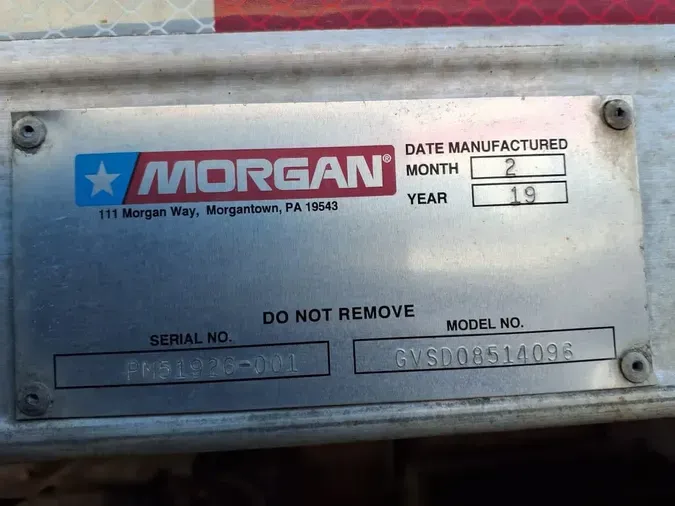 MORGAN®
111 Morgan Way, Morgantown, PA 19543
DATE MANUFACTURED
MONTH 2
YEAR 19
DO NOT REMOVE
SERIAL NO.
PM51926-001
MODEL NO.
GVSD08514096